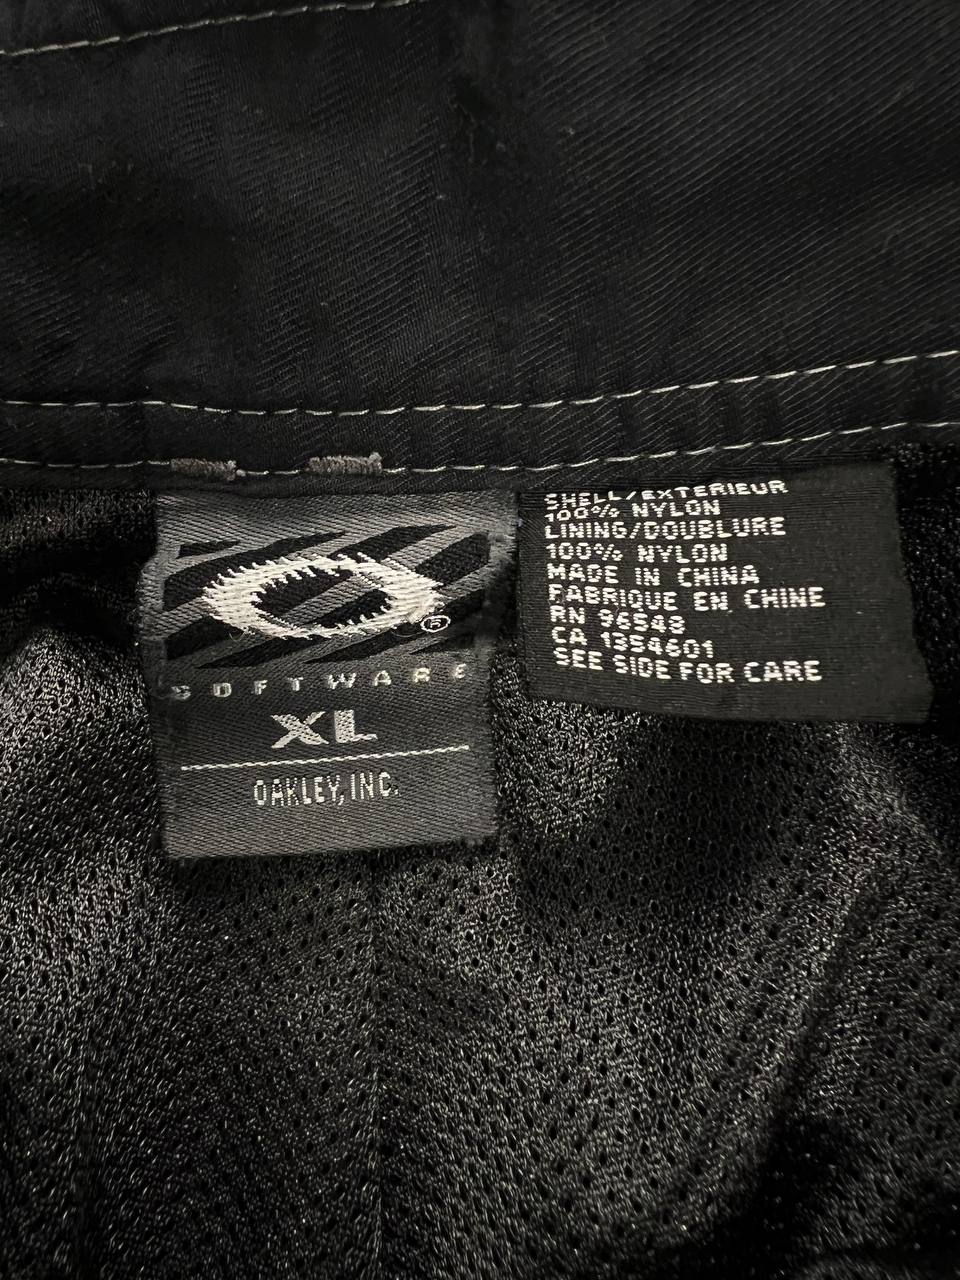 ®
SOFTWARE
XL
OAKLEY, INC.
SHELL/EXTERIEUR
100% NYLON
LINING/DOUBLURE
100% NYLON
MADE IN CHINA
FABRIQUE EN CHINE
RN 96548
CA 1354601
SEE SIDE FOR CARE